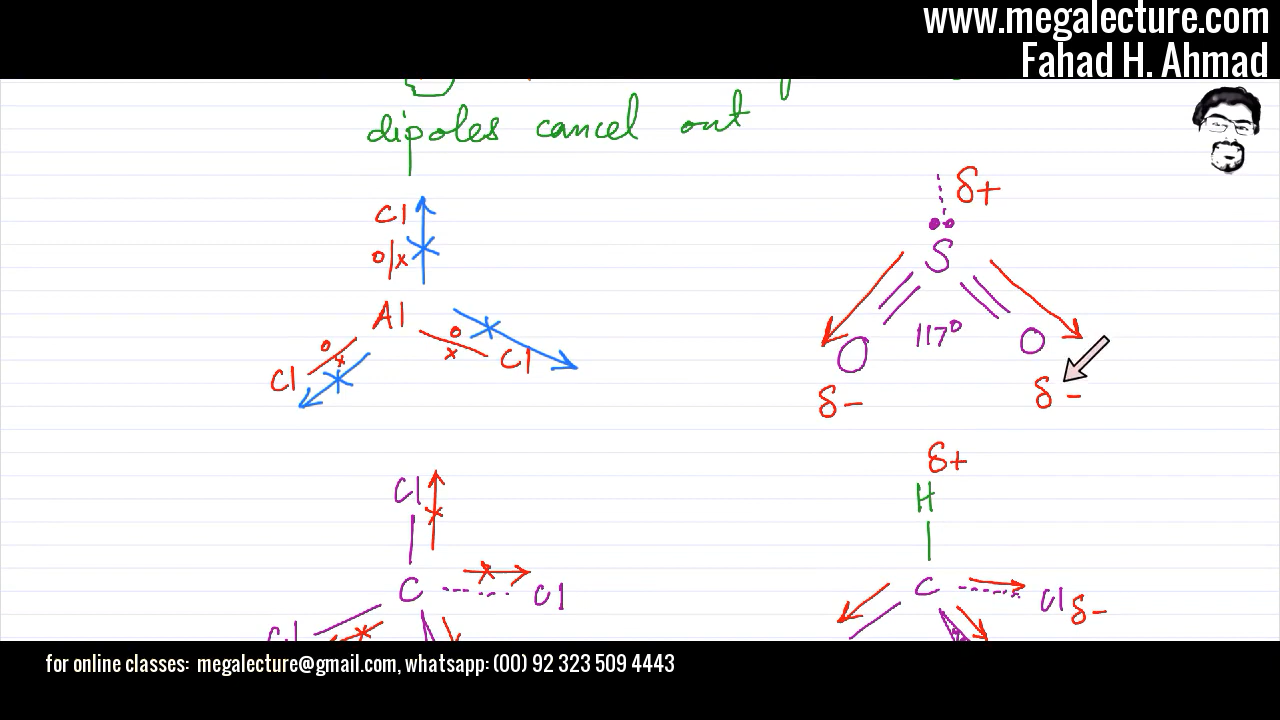 www.megalecture.com
Fahad H. Ahmad
dipoles cancel out
δ+
Cl
o/x
S
Al
o
x
Cl
o
x
Cl
117°
O
O
δ-
δ-
Cl
C
Cl
Cl
δ+
H
C
Cl δ-
for online classes: megalecture@gmail.com, whatsapp: (00) 92 323 509 4443